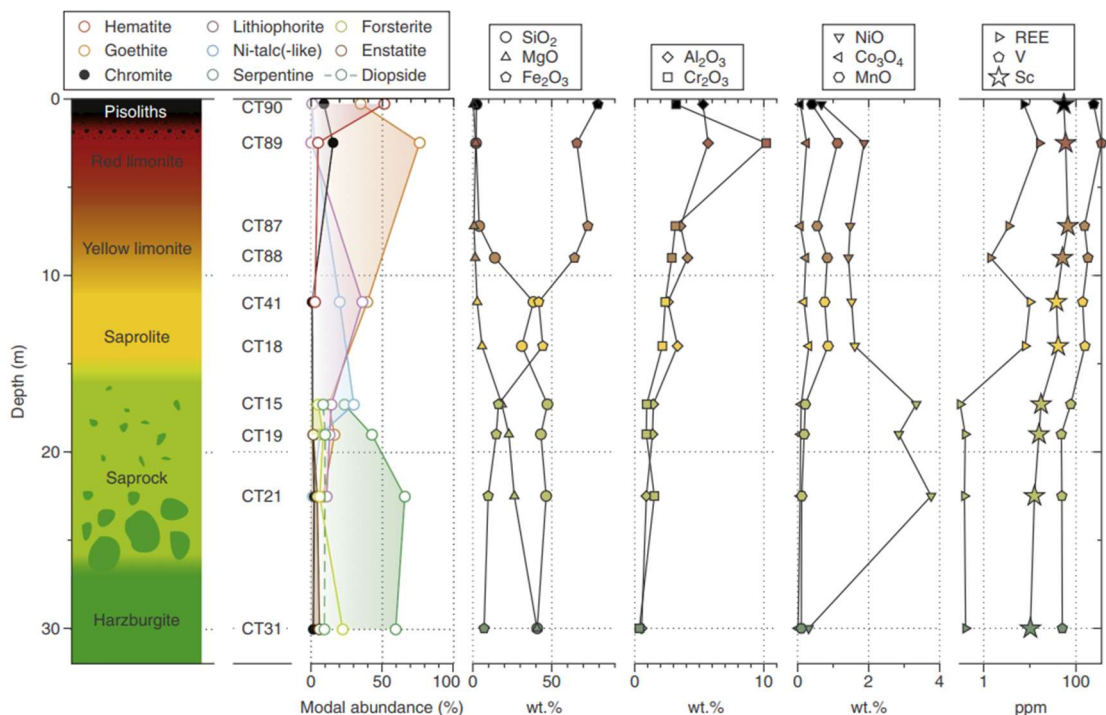 Hematite Lithiophorite Forsterite
Goethite Ni-talc(-like) Enstatite
Chromite Serpentine Diopside
SiO₂
MgO
Fe₂O₃
Al₂O₃
Cr₂O₃
NiO
Co₃O₄
MnO
REE
V
Sc
Depth (m)
0
10
20
30
Pisoliths
Red limonite
Yellow limonite
Saprolite
Saprock
Harzburgite
CT90
CT89
CT87
CT88
CT41
CT18
CT15
CT19
CT21
CT31
0 50 100 0 50 100 0 10 0 2 4 1 100
Modal abundance (%) wt.% wt.% wt.% ppm